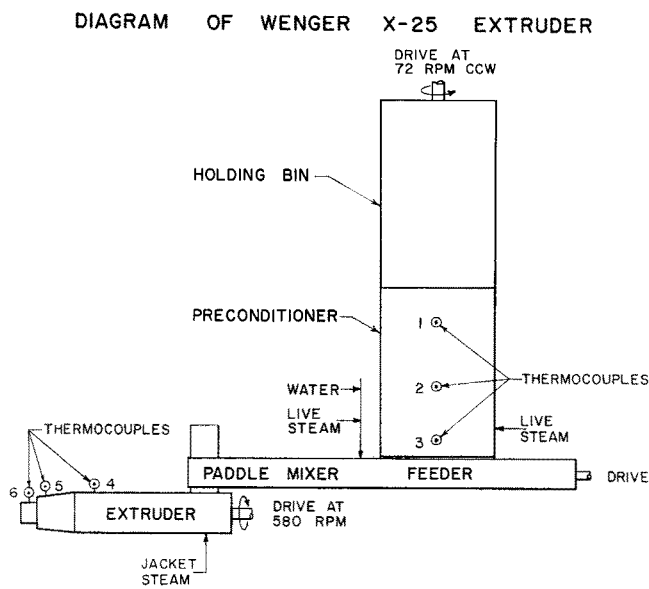 DIAGRAM OF WENGER X-25 EXTRUDER
DRIVE AT
72 RPM CCW
HOLDING BIN
PRECONDITIONER
1
2
3
THERMOCOUPLES
WATER
LIVE
STEAM
LIVE
STEAM
THERMOCOUPLES
PADDLE MIXER FEEDER
DRIVE
6
5
4
EXTRUDER
DRIVE AT
580 RPM
JACKET
STEAM